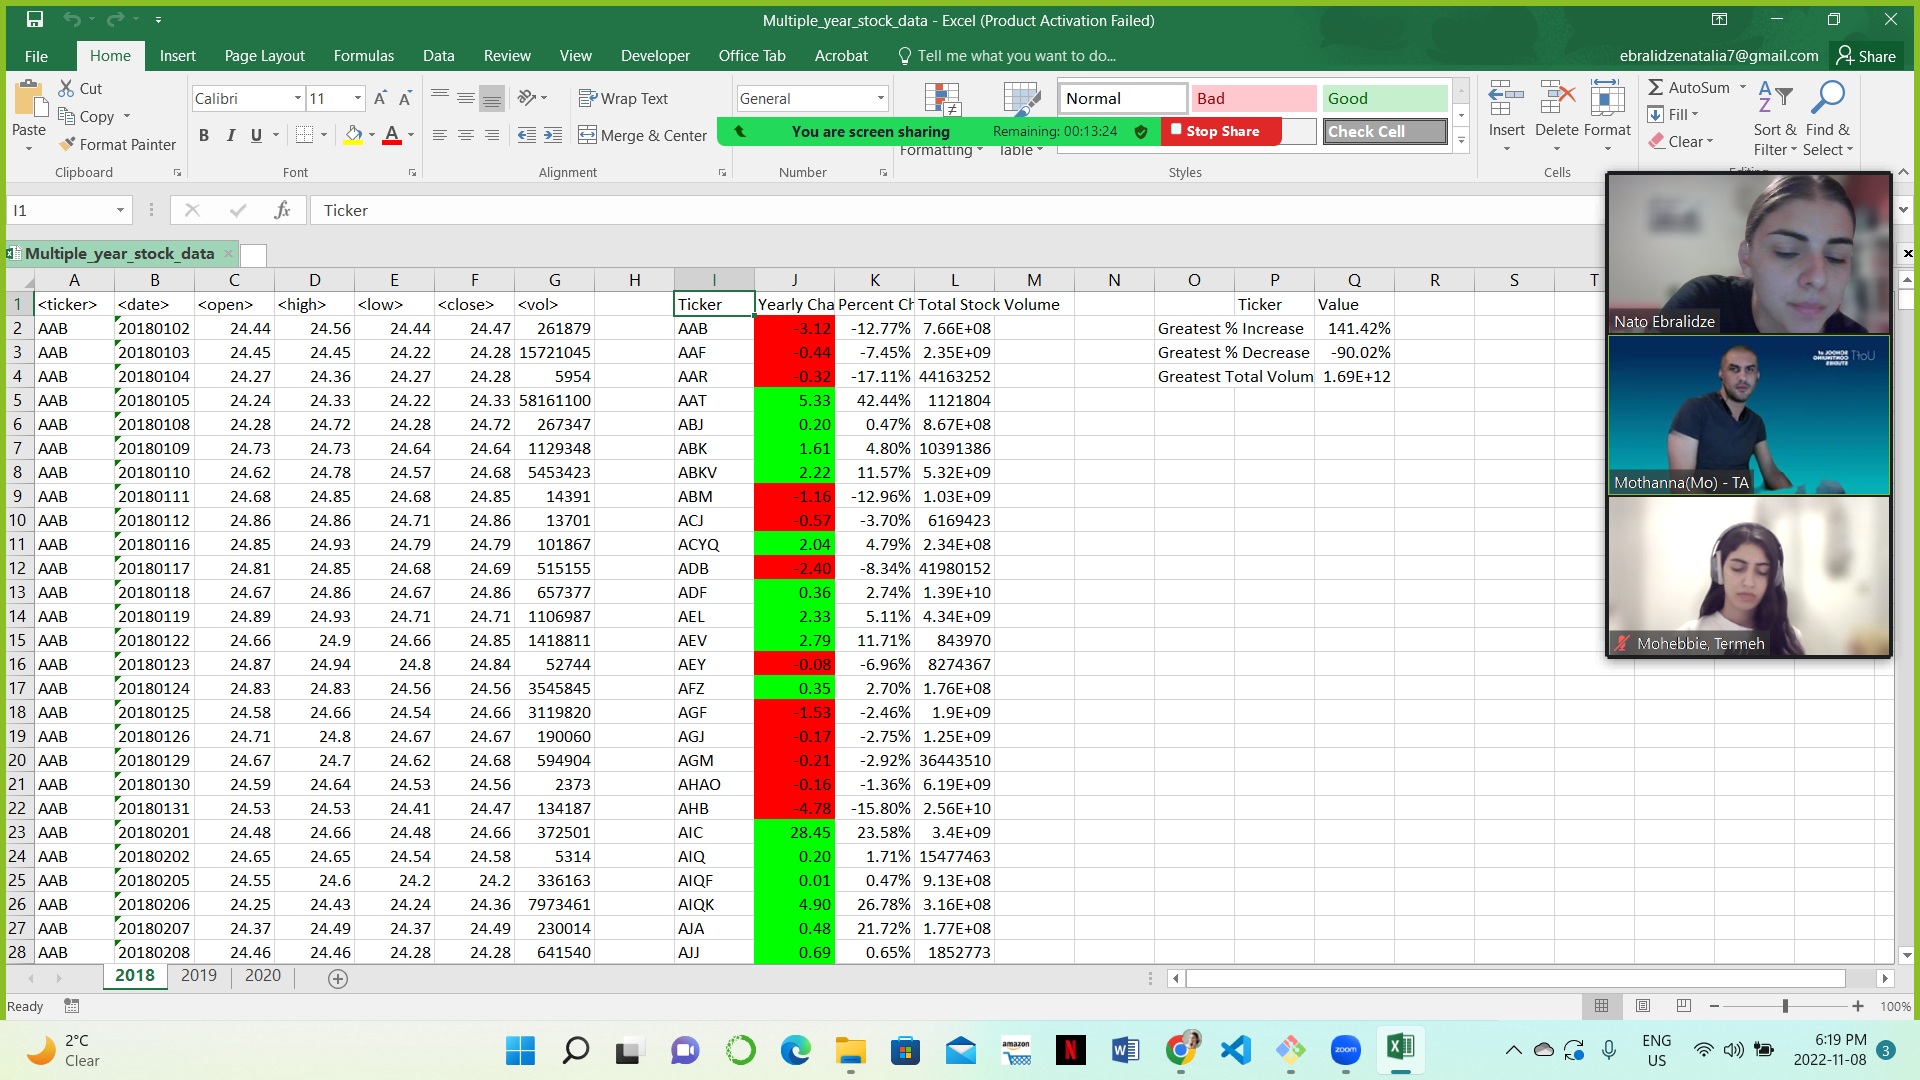 Multiple_year_stock_data - Excel (Product Activation Failed)
File Home Insert Page Layout Formulas Data Review View Developer Office Tab Acrobat Tell me what you want to do... ebralidzenatalia7@gmail.com Share
Paste Cut Copy Format Painter
Calibri 11
B I U A A
Wrap Text
Merge & Center
General
Formatting Table
Normal Bad Good
Check Cell
Insert Delete Format
AutoSum Fill Clear
Sort & Filter Find & Select
You are screen sharing Remaining: 00:13:24 Stop Share
Clipboard Font Alignment Number Styles Cells
I1 fx Ticker
Multiple_year_stock_data
A B C D E F G H I J K L M N O P Q R S T
1 <ticker> <date> <open> <high> <low> <close> <vol> Ticker Yearly Cha Percent Ch Total Stock Volume Ticker Value
2 AAB 20180102 24.44 24.56 24.44 24.47 261879 AAB -3.12 -12.77% 7.66E+08 Greatest % Increase 141.42%
3 AAB 20180103 24.45 24.45 24.22 24.28 15721045 AAF -0.44 -7.45% 2.35E+09 Greatest % Decrease -90.02%
4 AAB 20180104 24.27 24.36 24.27 24.28 5954 AAR -0.32 -17.11% 44163252 Greatest Total Volum 1.69E+12
5 AAB 20180105 24.24 24.33 24.22 24.33 58161100 AAT 5.33 42.44% 1121804
6 AAB 20180108 24.28 24.72 24.28 24.72 267347 ABJ 0.20 0.47% 8.67E+08
7 AAB 20180109 24.73 24.73 24.64 24.64 1129348 ABK 1.61 4.80% 10391386
8 AAB 20180110 24.62 24.78 24.57 24.68 5453423 ABKV 2.22 11.57% 5.32E+09
9 AAB 20180111 24.68 24.85 24.68 24.85 14391 ABM -1.16 -12.96% 1.03E+09
10 AAB 20180112 24.86 24.86 24.71 24.86 13701 ACJ -0.57 -3.70% 6169423
11 AAB 20180116 24.85 24.93 24.79 24.79 101867 ACYQ 2.04 4.79% 2.34E+08
12 AAB 20180117 24.81 24.85 24.68 24.69 515155 ADB -2.40 -8.34% 41980152
13 AAB 20180118 24.67 24.86 24.67 24.86 657377 ADF 0.36 2.74% 1.39E+10
14 AAB 20180119 24.89 24.93 24.71 24.71 1106987 AEL 2.33 5.11% 4.34E+09
15 AAB 20180122 24.66 24.9 24.66 24.85 1418811 AEV 2.79 11.71% 843970
16 AAB 20180123 24.87 24.94 24.8 24.84 52744 AEY -0.08 -6.96% 8274367
17 AAB 20180124 24.83 24.83 24.56 24.56 3545845 AFZ 0.35 2.70% 1.76E+08
18 AAB 20180125 24.58 24.66 24.54 24.66 3119820 AGF -1.53 -2.46% 1.9E+09
19 AAB 20180126 24.71 24.8 24.67 24.67 190060 AGJ -0.17 -2.75% 1.25E+09
20 AAB 20180129 24.67 24.7 24.62 24.68 594904 AGM -0.21 -2.92% 36443510
21 AAB 20180130 24.59 24.64 24.53 24.56 2373 AHAO -0.16 -1.36% 6.19E+09
22 AAB 20180131 24.53 24.53 24.41 24.47 134187 AHB -4.78 -15.80% 2.56E+10
23 AAB 20180201 24.48 24.66 24.48 24.66 372501 AIC 28.45 23.58% 3.4E+09
24 AAB 20180202 24.65 24.65 24.54 24.58 5314 AIQ 0.20 1.71% 15477463
25 AAB 20180205 24.55 24.6 24.2 24.2 336163 AIQF 0.01 0.47% 9.13E+08
26 AAB 20180206 24.25 24.43 24.24 24.36 7973461 AIQK 4.90 26.78% 3.16E+08
27 AAB 20180207 24.37 24.49 24.37 24.49 230014 AJA 0.48 21.72% 1.77E+08
28 AAB 20180208 24.46 24.46 24.28 24.28 641540 AJJ 0.69 0.65% 1852773
Nato Ebralidze
UofT SCHOOL of CONTINUING STUDIES
Mothanna(Mo) - TA
Mohebbie, Termeh
2018 2019 2020
Ready 100%
2°C
Clear
amazon
N
zoom
ENG
US
6:19 PM
2022-11-08
3